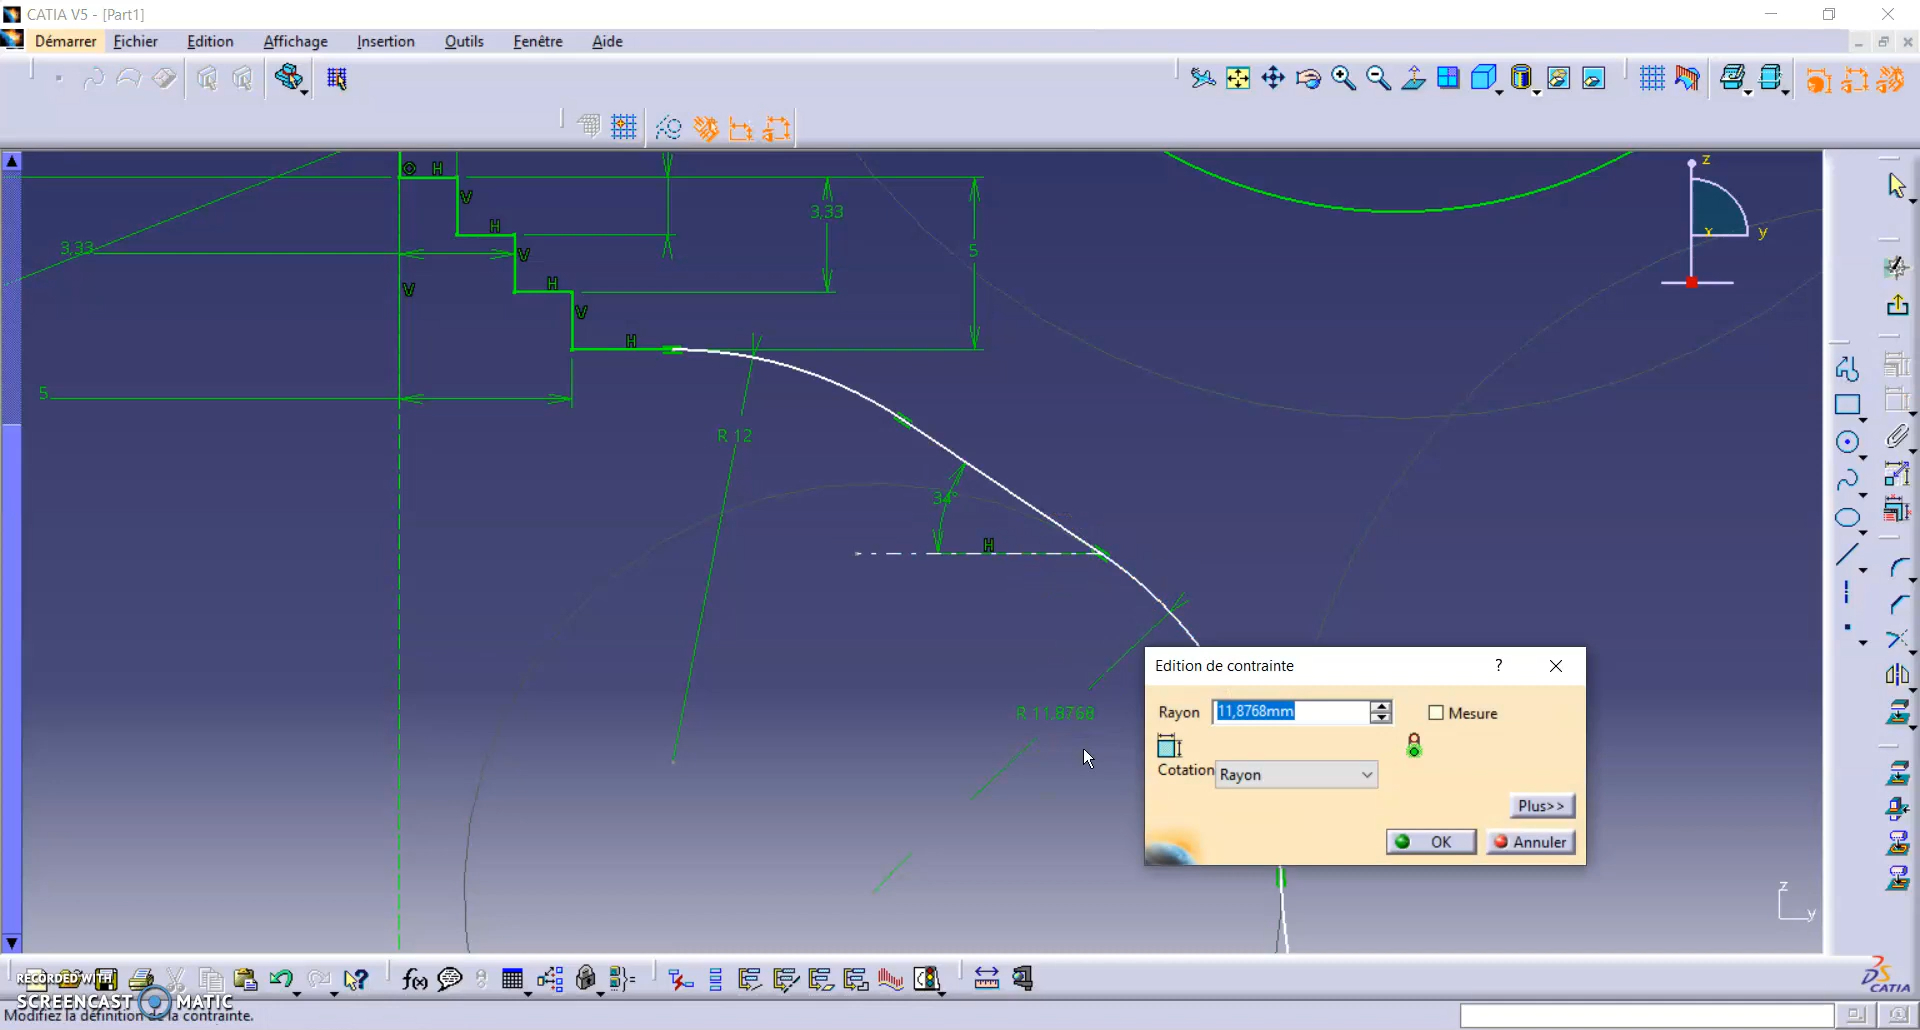 CATIA V5 - [Part1]
Démarrer Fichier Edition Affichage Insertion Outils Fenêtre Aide
z
x y
H
V
3,33
H
3,33
V
5
V
H
V
H
5
R 12
34°
H
R 11,8768
Edition de contrainte ?
Rayon 11,8768mm Mesure
Cotation Rayon
Plus>>
OK Annuler
z
y
f(x)
RECORDED WITH
SCREENCAST MATIC
CATIA
Modifiez la définition de la contrainte.